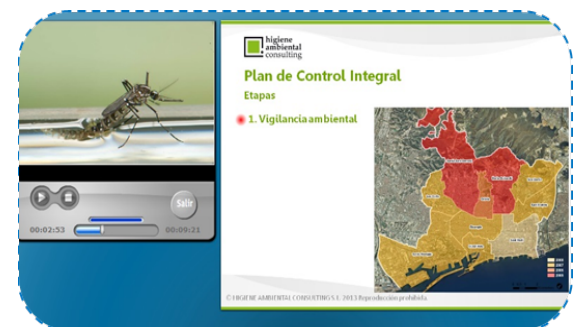 higiene
ambiental
consulting
Plan de Control Integral
Etapas
1. Vigilancia ambiental
Salir
00:02:53
00:09:21
© HIGIENE AMBIENTAL CONSULTING S.L. 2013 Reproducción prohibida